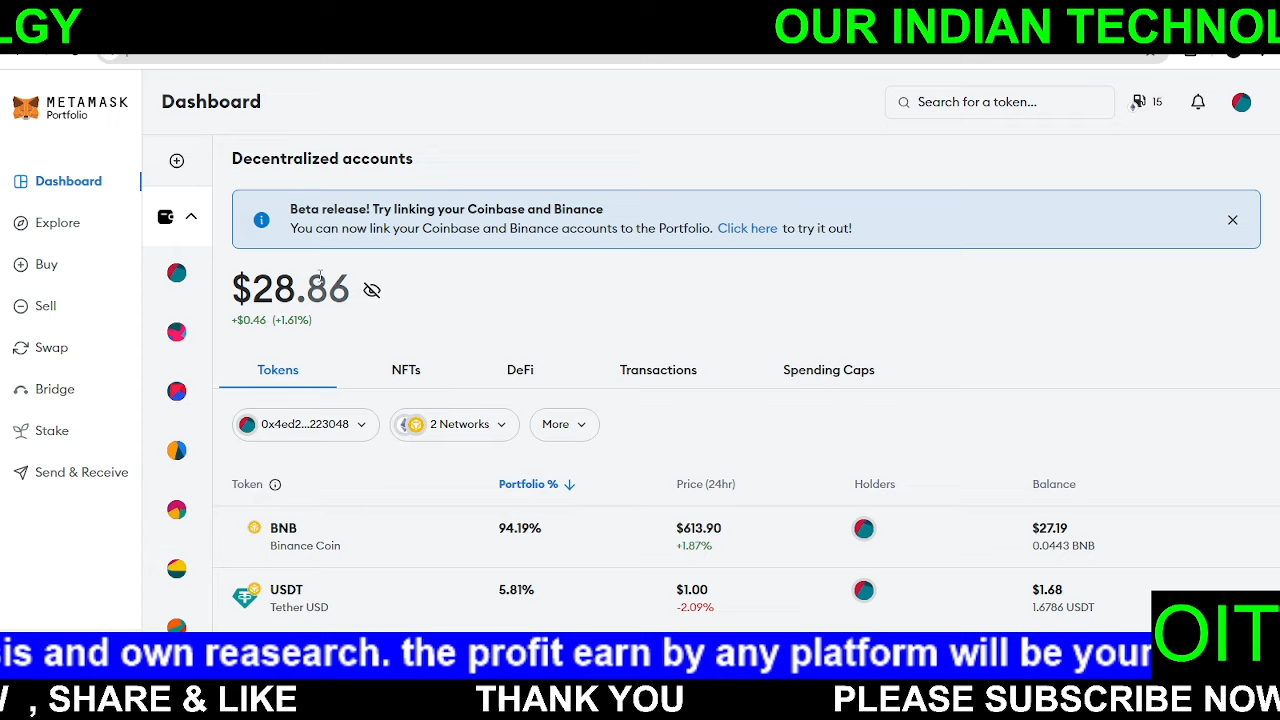 LGY OUR INDIAN TECHNOL
METAMASK
Portfolio
Dashboard
Search for a token...
15
Dashboard
Explore
Buy
Sell
Swap
Bridge
Stake
Send & Receive
Decentralized accounts
Beta release! Try linking your Coinbase and Binance
You can now link your Coinbase and Binance accounts to the Portfolio. Click here to try it out!
$28.86
+$0.46 (+1.61%)
Tokens NFTs DeFi Transactions Spending Caps
0x4ed2...223048 2 Networks More
Token Portfolio % Price (24hr) Holders Balance
BNB 94.19% $613.90 $27.19
Binance Coin +1.87% 0.0443 BNB
USDT 5.81% $1.00 $1.68
Tether USD -2.09% 1.6786 USDT
sis and own reasearch. the profit earn by any platform will be your
OIT
W , SHARE & LIKE THANK YOU PLEASE SUBSCRIBE NOW